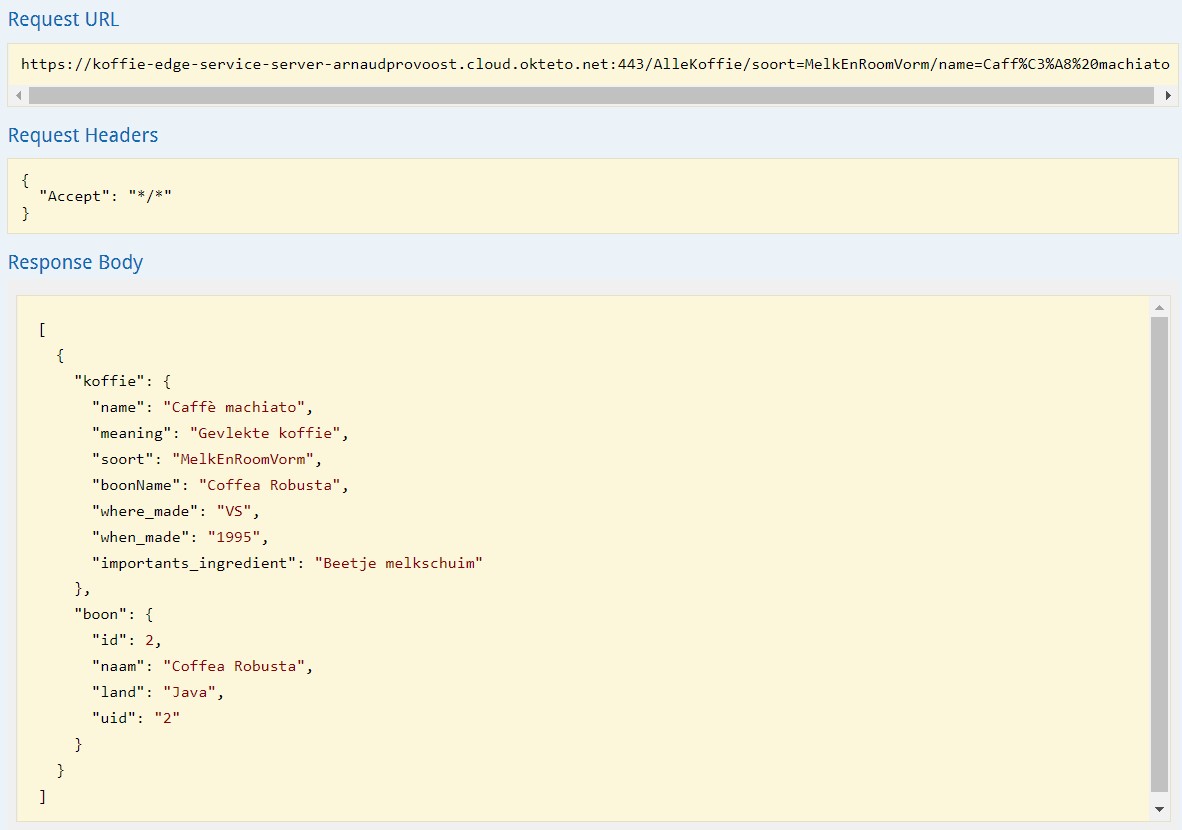 Request URL
https://koffie-edge-service-server-arnaudprovoost.cloud.okteto.net:443/AlleKoffie/soort=MelkEnRoomVorm/name=Caff%C3%A8%20machiato
Request Headers
{
  "Accept": "*/*"
}
Response Body
[
  {
    "koffie": {
      "name": "Caffè machiato",
      "meaning": "Gevlekte koffie",
      "soort": "MelkEnRoomVorm",
      "boonName": "Coffea Robusta",
      "where_made": "VS",
      "when_made": "1995",
      "importants_ingredient": "Beetje melkschuim"
    },
    "boon": {
      "id": 2,
      "naam": "Coffea Robusta",
      "land": "Java",
      "uid": "2"
    }
  }
]